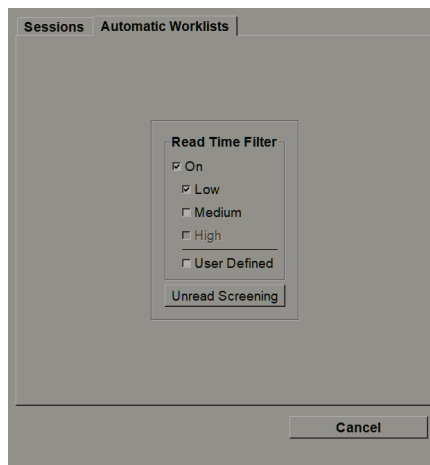 Sessions Automatic Worklists
Read Time Filter
On
Low
Medium
High
User Defined
Unread Screening
Cancel